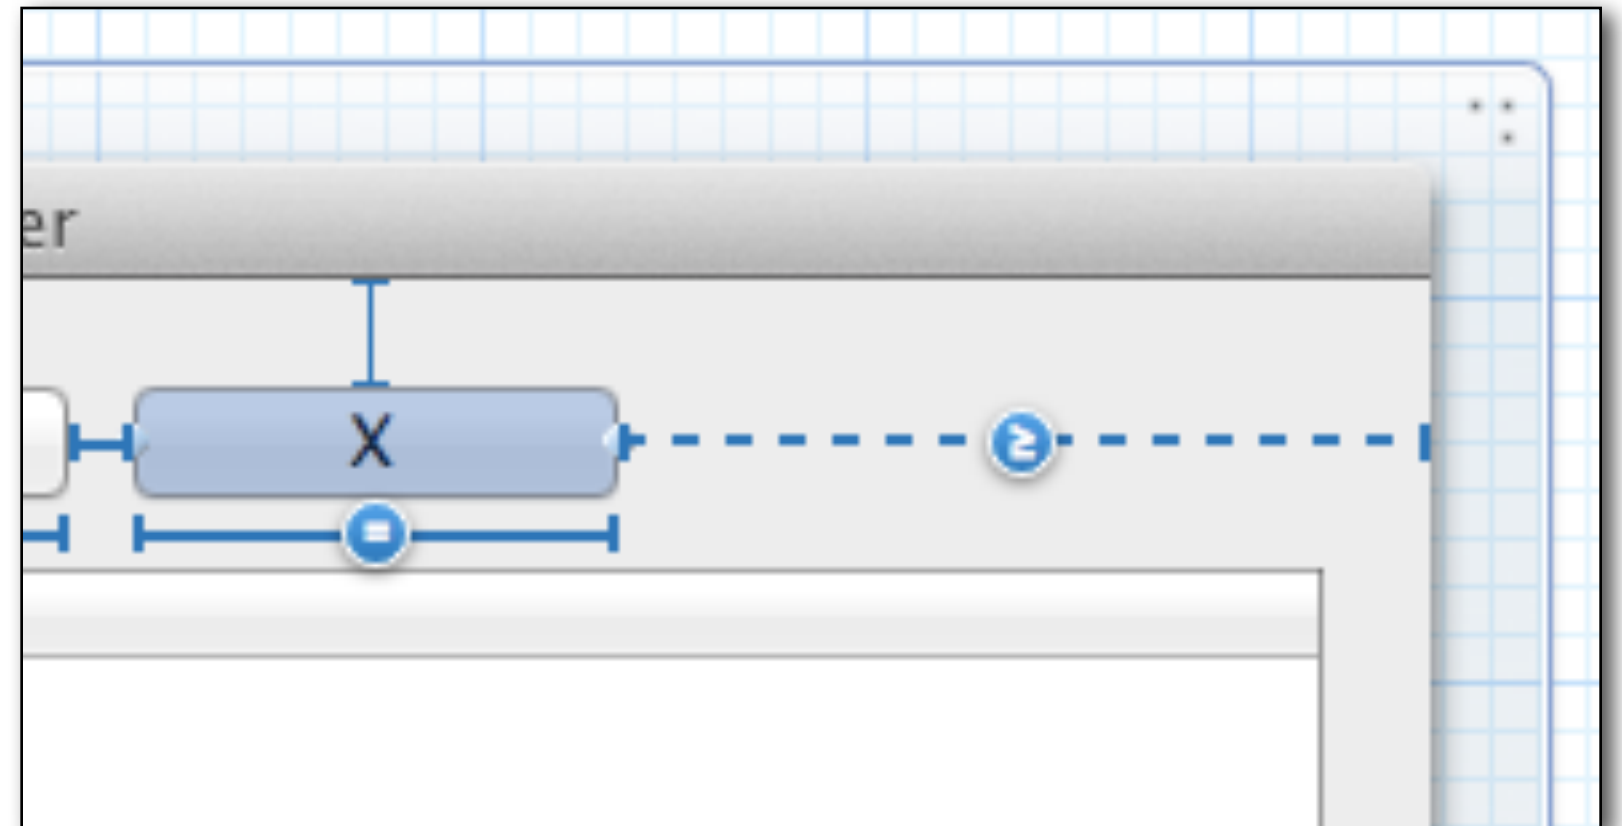 er
X
≥
=